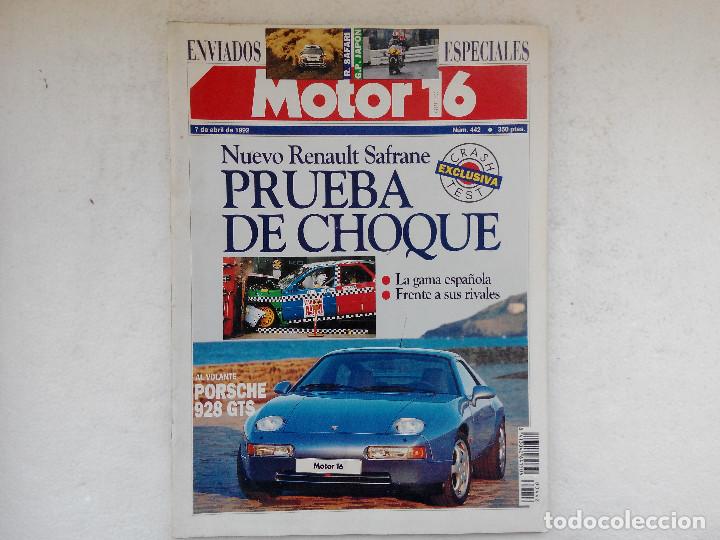 ENVIADOS
R. SAFARI
G.P. JAPON
ESPECIALES
Motor 16
7 de abril de 1992
Núm. 442 ● 350 ptas.
Nuevo Renault Safrane
PRUEBA
DE CHOQUE
CRASH
EXCLUSIVA
TEST
● La gama española
● Frente a sus rivales
AL VOLANTE
PORSCHE
928 GTS
Motor 16
00442
todocoleccion.net